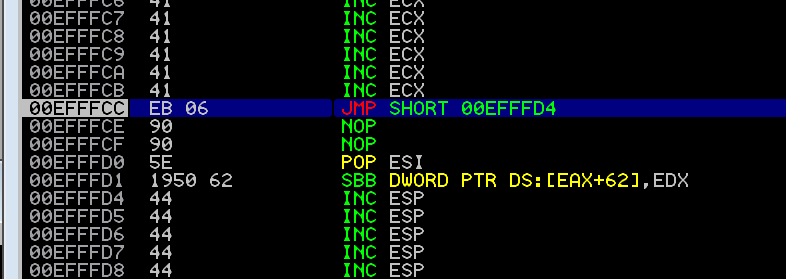 00EFFFC6 41 INC ECX
00EFFFC7 41 INC ECX
00EFFFC8 41 INC ECX
00EFFFC9 41 INC ECX
00EFFFCA 41 INC ECX
00EFFFCB 41 INC ECX
00EFFFCC EB 06 JMP SHORT 00EFFFD4
00EFFFCE 90 NOP
00EFFFCF 90 NOP
00EFFFD0 5E POP ESI
00EFFFD1 1950 62 SBB DWORD PTR DS:[EAX+62],EDX
00EFFFD4 44 INC ESP
00EFFFD5 44 INC ESP
00EFFFD6 44 INC ESP
00EFFFD7 44 INC ESP
00EFFFD8 44 INC ESP